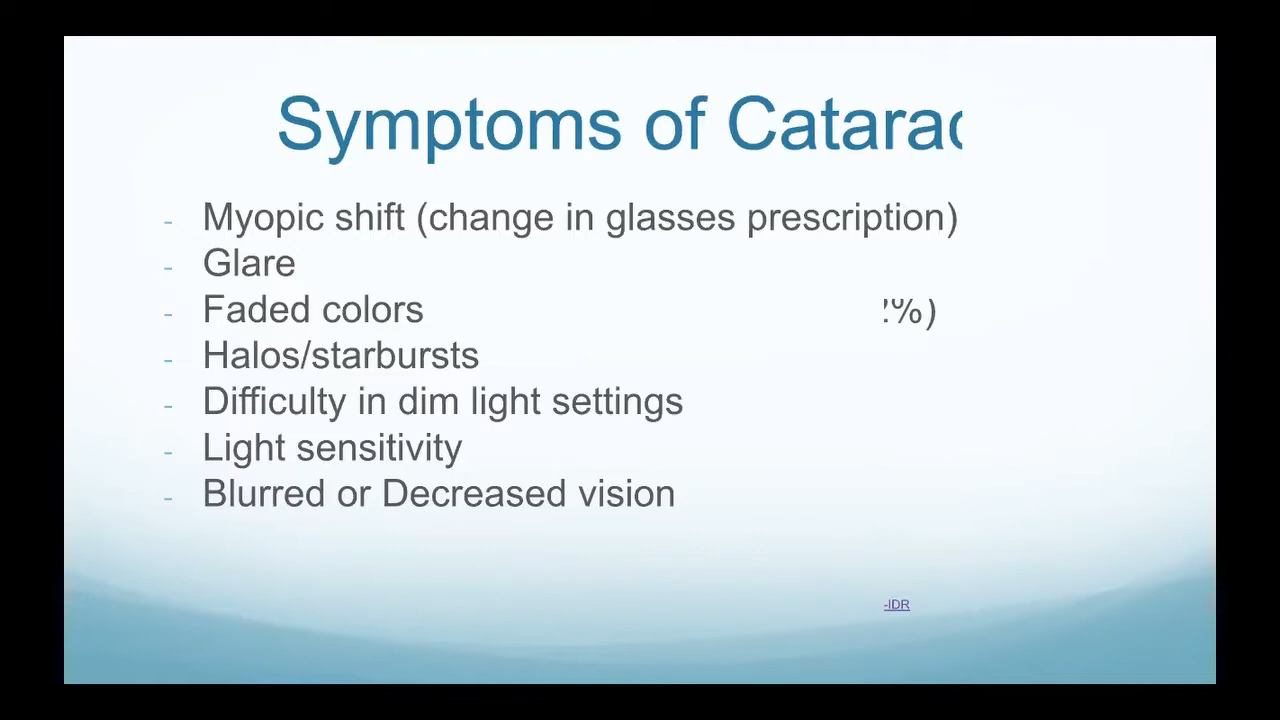 Symptoms of Catarac
- Myopic shift (change in glasses prescription)
- Glare
- Faded colors
%)
- Halos/starbursts
- Difficulty in dim light settings
- Light sensitivity
- Blurred or Decreased vision
-IDR